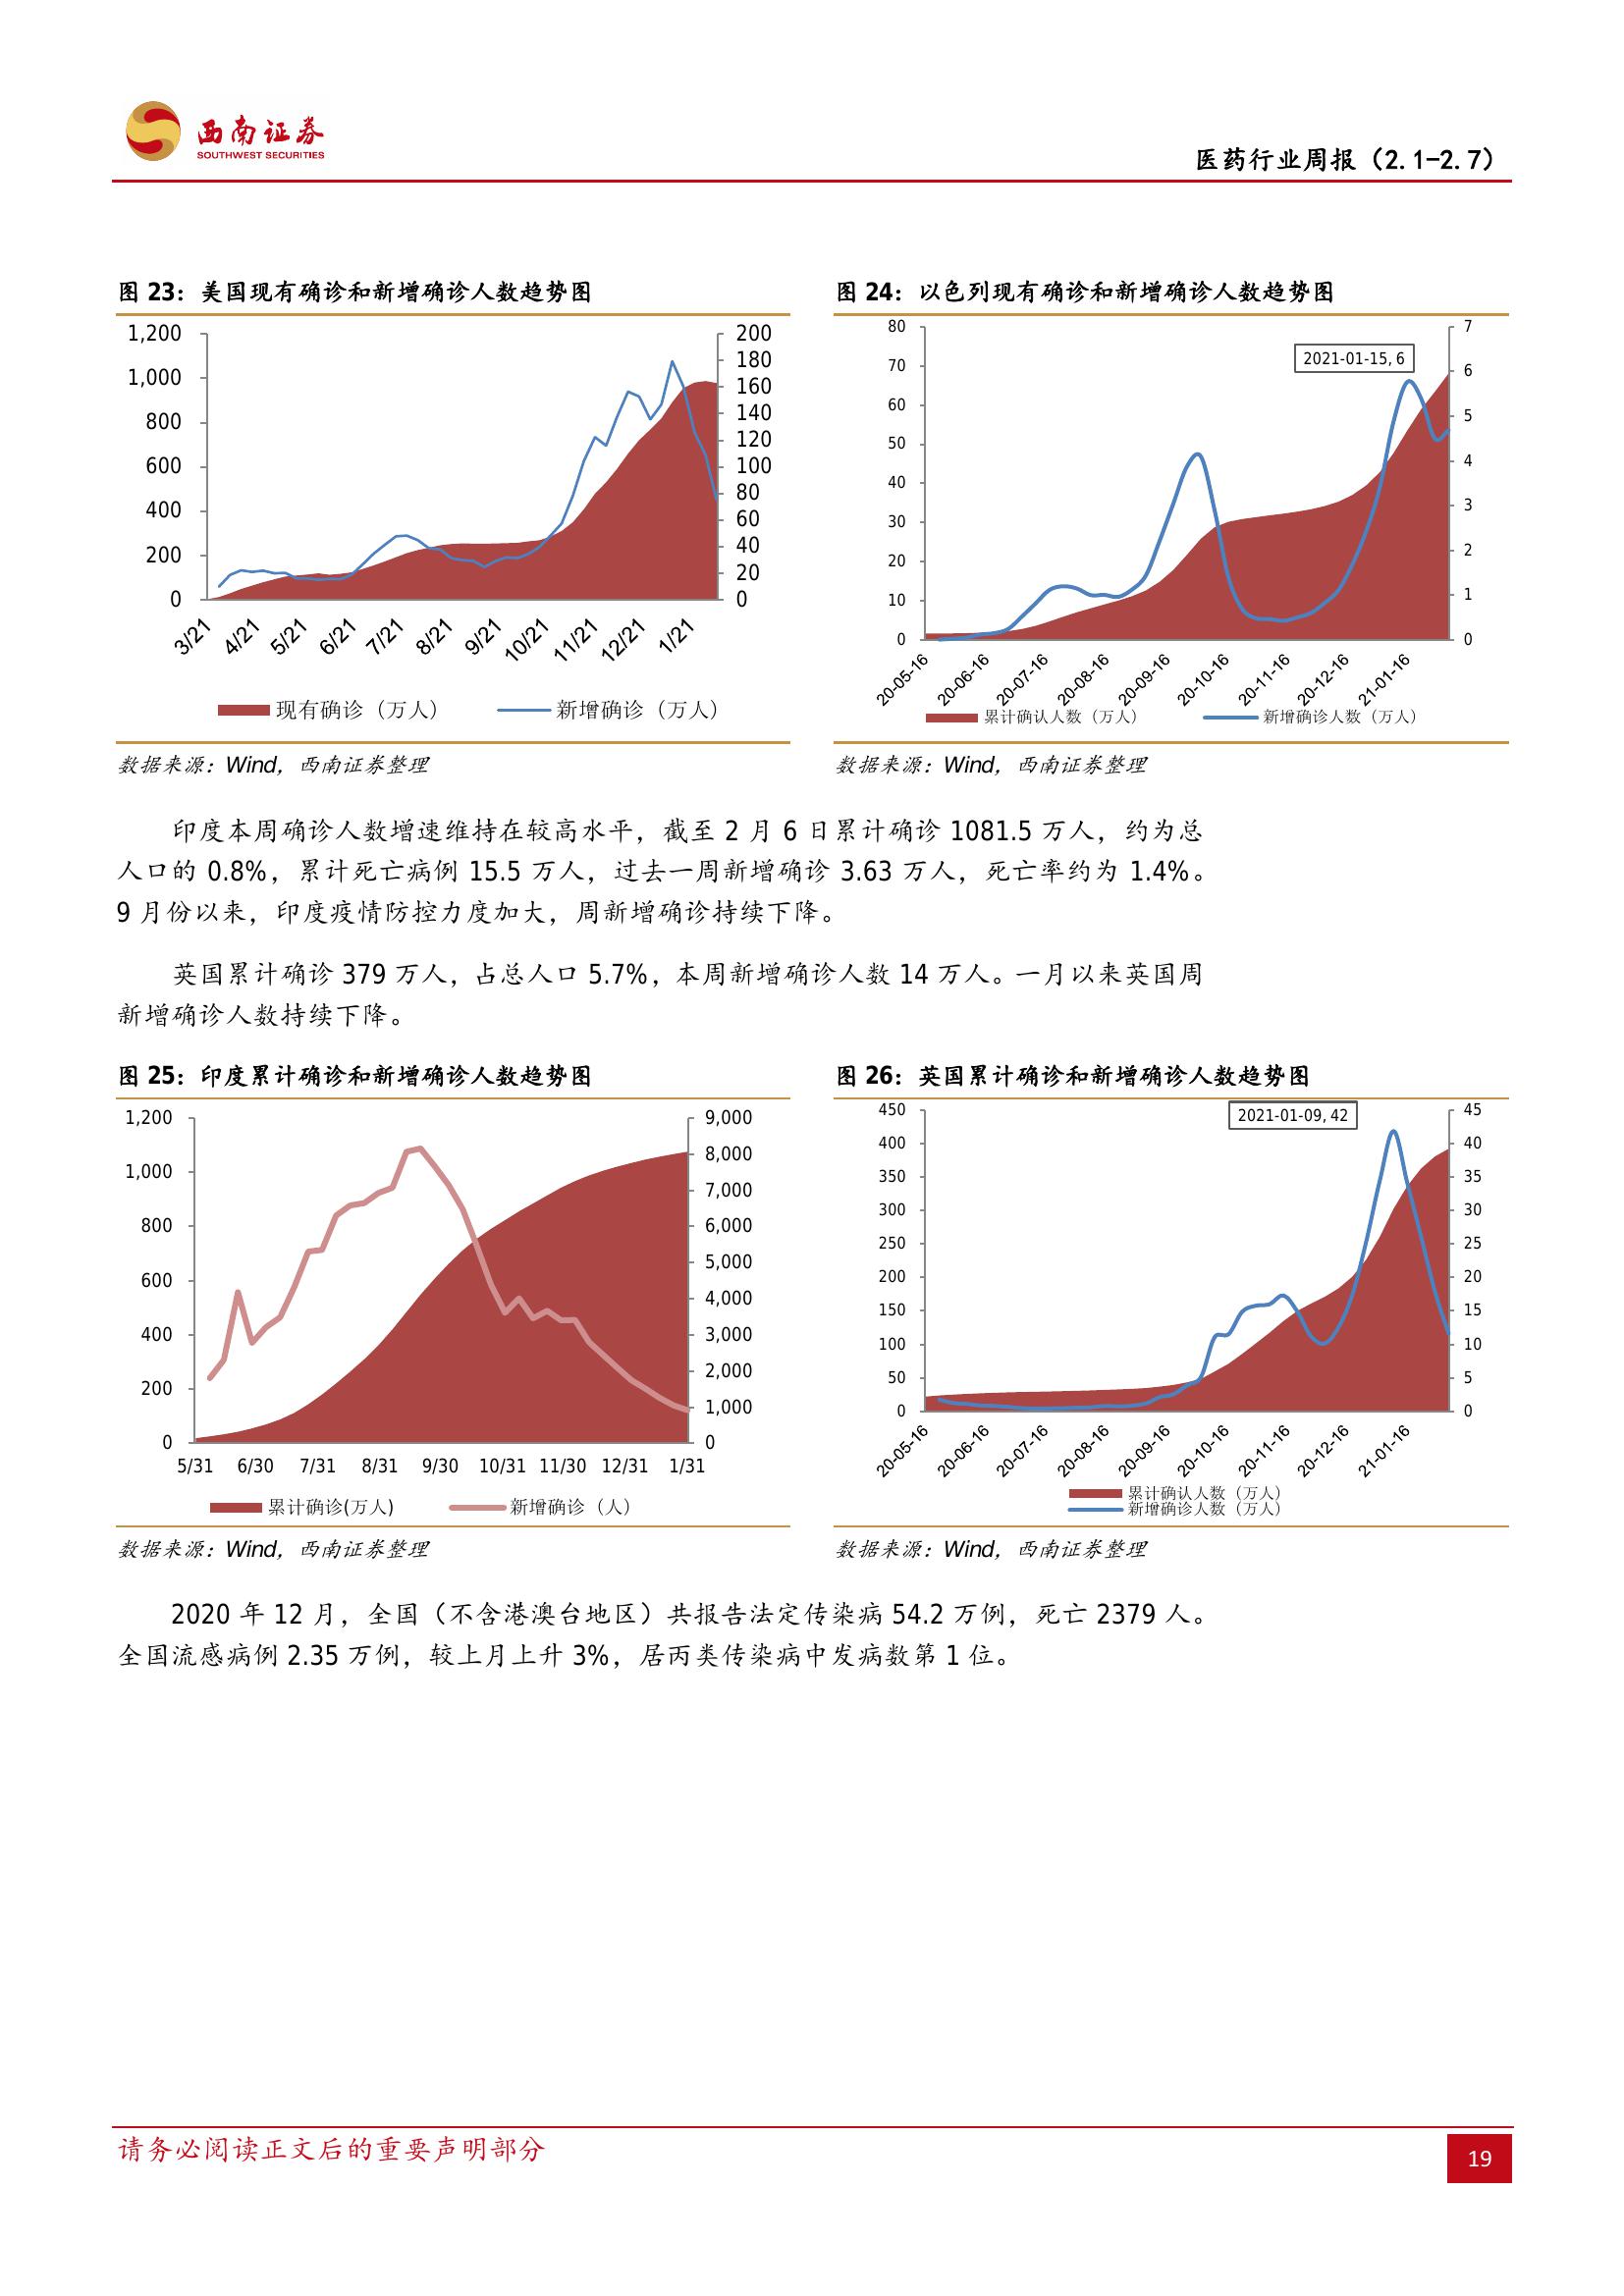 西南证券
SOUTHWEST SECURITIES
医药行业周报（2.1-2.7）
图 23：美国现有确诊和新增确诊人数趋势图
1,200
1,000
800
600
400
200
0
200
180
160
140
120
100
80
60
40
20
0
3/21 4/21 5/21 6/21 7/21 8/21 9/21 10/21 11/21 12/21 1/21
现有确诊（万人） 新增确诊（万人）
数据来源：Wind，西南证券整理
图 24：以色列现有确诊和新增确诊人数趋势图
80
70
60
50
40
30
20
10
0
2021-01-15, 6
7
6
5
4
3
2
1
0
20-05-16 20-06-16 20-07-16 20-08-16 20-09-16 20-10-16 20-11-16 20-12-16 21-01-16
累计确认人数（万人） 新增确诊人数（万人）
数据来源：Wind，西南证券整理
印度本周确诊人数增速维持在较高水平，截至 2 月 6 日累计确诊 1081.5 万人，约为总
人口的 0.8%，累计死亡病例 15.5 万人，过去一周新增确诊 3.63 万人，死亡率约为 1.4%。
9 月份以来，印度疫情防控力度加大，周新增确诊持续下降。
英国累计确诊 379 万人，占总人口 5.7%，本周新增确诊人数 14 万人。一月以来英国周
新增确诊人数持续下降。
图 25：印度累计确诊和新增确诊人数趋势图
1,200
1,000
800
600
400
200
0
9,000
8,000
7,000
6,000
5,000
4,000
3,000
2,000
1,000
0
5/31 6/30 7/31 8/31 9/30 10/31 11/30 12/31 1/31
累计确诊(万人) 新增确诊（人）
数据来源：Wind，西南证券整理
图 26：英国累计确诊和新增确诊人数趋势图
450
400
350
300
250
200
150
100
50
0
2021-01-09, 42
45
40
35
30
25
20
15
10
5
0
20-05-16 20-06-16 20-07-16 20-08-16 20-09-16 20-10-16 20-11-16 20-12-16 21-01-16
累计确认人数（万人）
新增确诊人数（万人）
数据来源：Wind，西南证券整理
2020 年 12 月，全国（不含港澳台地区）共报告法定传染病 54.2 万例，死亡 2379 人。
全国流感病例 2.35 万例，较上月上升 3%，居丙类传染病中发病数第 1 位。
请务必阅读正文后的重要声明部分
19